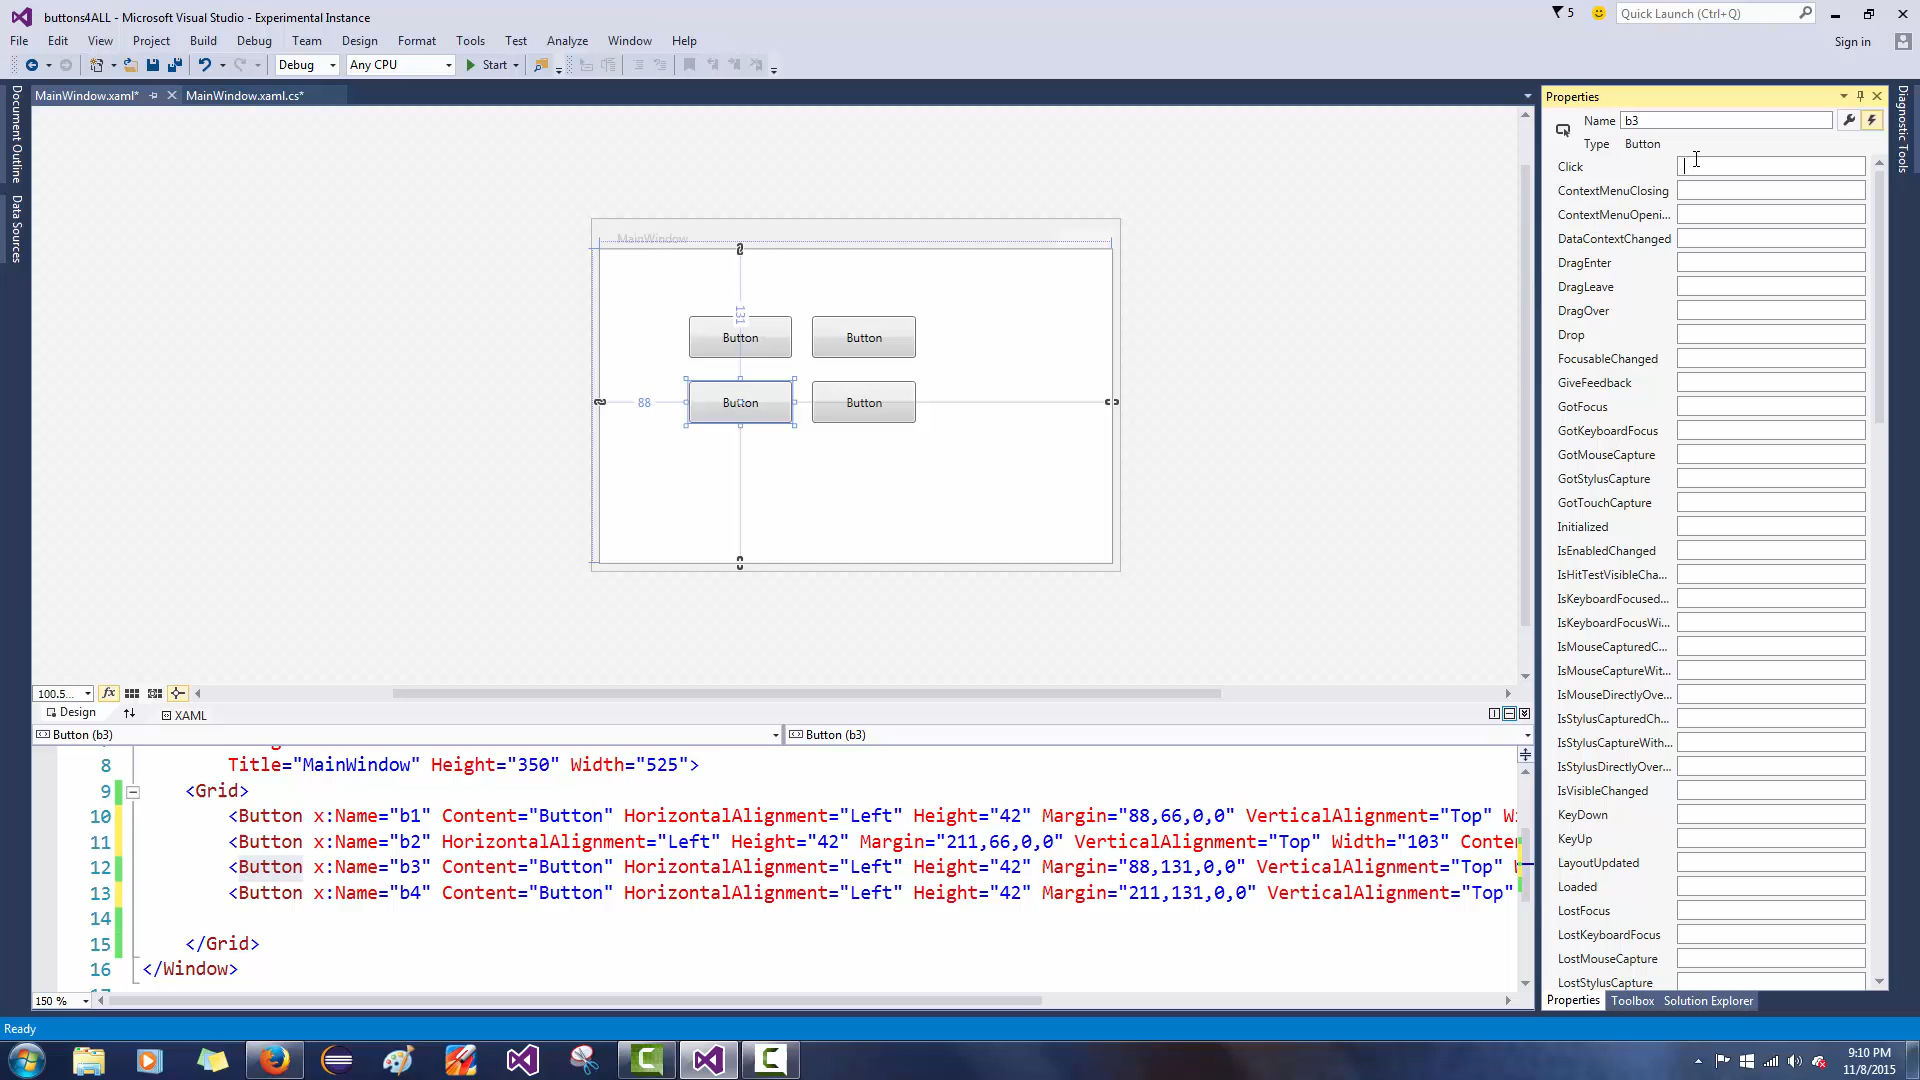 buttons4ALL - Microsoft Visual Studio - Experimental Instance
5
Quick Launch (Ctrl+Q)
File Edit View Project Build Debug Team Format Tools Test Analyze Window Help
Sign in
Debug Any CPU Start
MainWindow.xaml* MainWindow.xaml.cs*
Document Outline
Data Sources
Diagnostic Tools
MainWindow
131
Button Button
88
Button Button
Properties
Name b3
Type Button
Click
ContextMenuClosing
ContextMenuOpeni...
DataContextChanged
DragEnter
DragLeave
DragOver
Drop
FocusableChanged
GiveFeedback
GotFocus
GotKeyboardFocus
GotMouseCapture
GotStylusCapture
GotTouchCapture
Initialized
IsEnabledChanged
IsHitTestVisibleCha...
IsKeyboardFocused...
IsKeyboardFocusWi...
IsMouseCapturedC...
IsMouseCaptureWit...
IsMouseDirectlyOve...
IsStylusCapturedCh...
IsStylusCaptureWith...
IsStylusDirectlyOver...
IsVisibleChanged
KeyDown
KeyUp
LayoutUpdated
Loaded
LostFocus
LostKeyboardFocus
LostMouseCapture
LostStylusCapture
Properties Toolbox Solution Explorer
100.5... fx
Design XAML
Button (b3) Button (b3)
8 Title="MainWindow" Height="350" Width="525">
9 <Grid>
10 <Button x:Name="b1" Content="Button" HorizontalAlignment="Left" Height="42" Margin="88,66,0,0" VerticalAlignment="Top" Wi
11 <Button x:Name="b2" HorizontalAlignment="Left" Height="42" Margin="211,66,0,0" VerticalAlignment="Top" Width="103" Conten
12 <Button x:Name="b3" Content="Button" HorizontalAlignment="Left" Height="42" Margin="88,131,0,0" VerticalAlignment="Top" W
13 <Button x:Name="b4" Content="Button" HorizontalAlignment="Left" Height="42" Margin="211,131,0,0" VerticalAlignment="Top"
14
15 </Grid>
16 </Window>
150 %
Ready
9:10 PM
11/8/2015